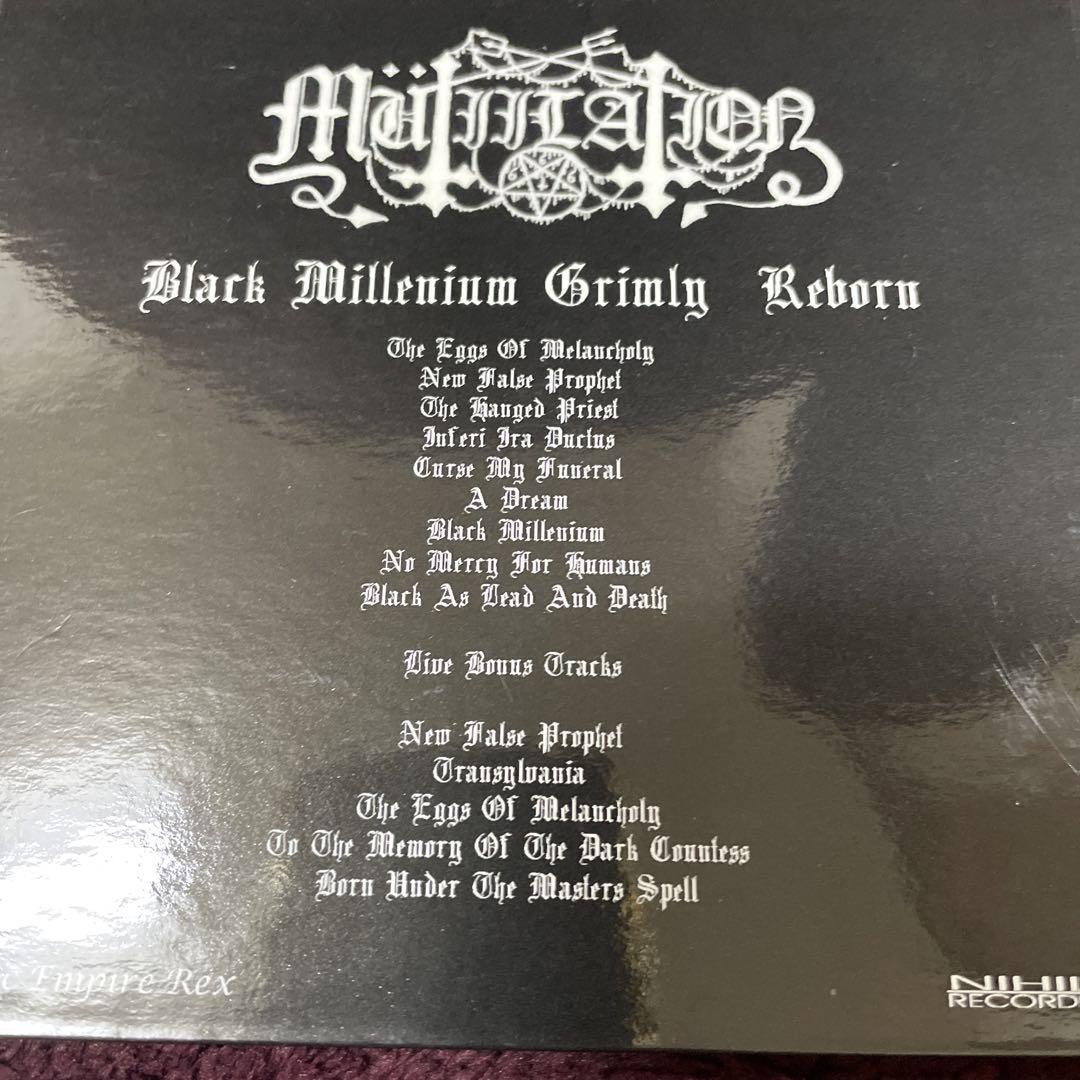 Mütiilation
Black Millenium Grimly Reborn
The Eggs Of Melancholy
New False Prophet
The Hanged Priest
Inferi Ira Ductus
Curse My Funeral
A Dream
Black Millenium
No Mercy For Humans
Black As Lead And Death
Live Bonus Tracks
New False Prophet
Transylvania
The Eggs Of Melancholy
To The Memory Of The Dark Countess
Born Under The Masters Spell
c Empire Rex
NIHIL
RECORD